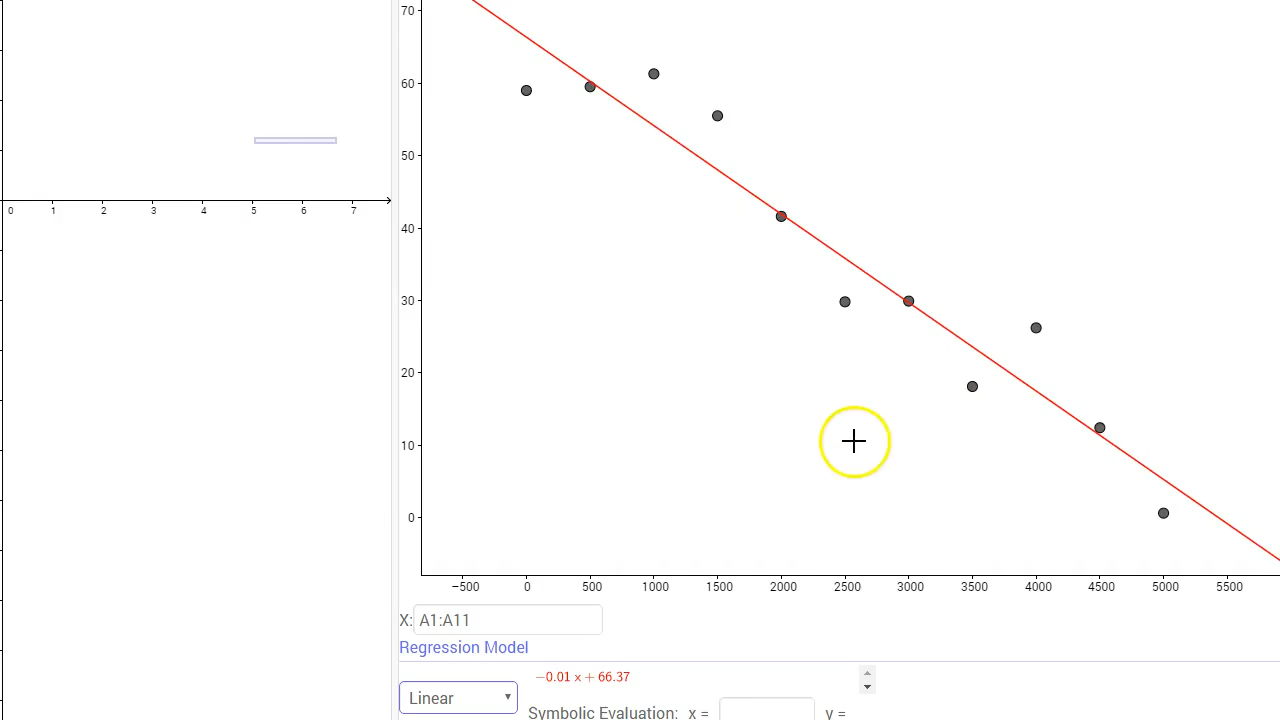 70
60
50
40
30
20
10
0
0 1 2 3 4 5 6 7
−500 0 500 1000 1500 2000 2500 3000 3500 4000 4500 5000 5500
X: A1:A11
Regression Model
−0.01 x + 66.37
Linear
Symbolic Evaluation: x = y =